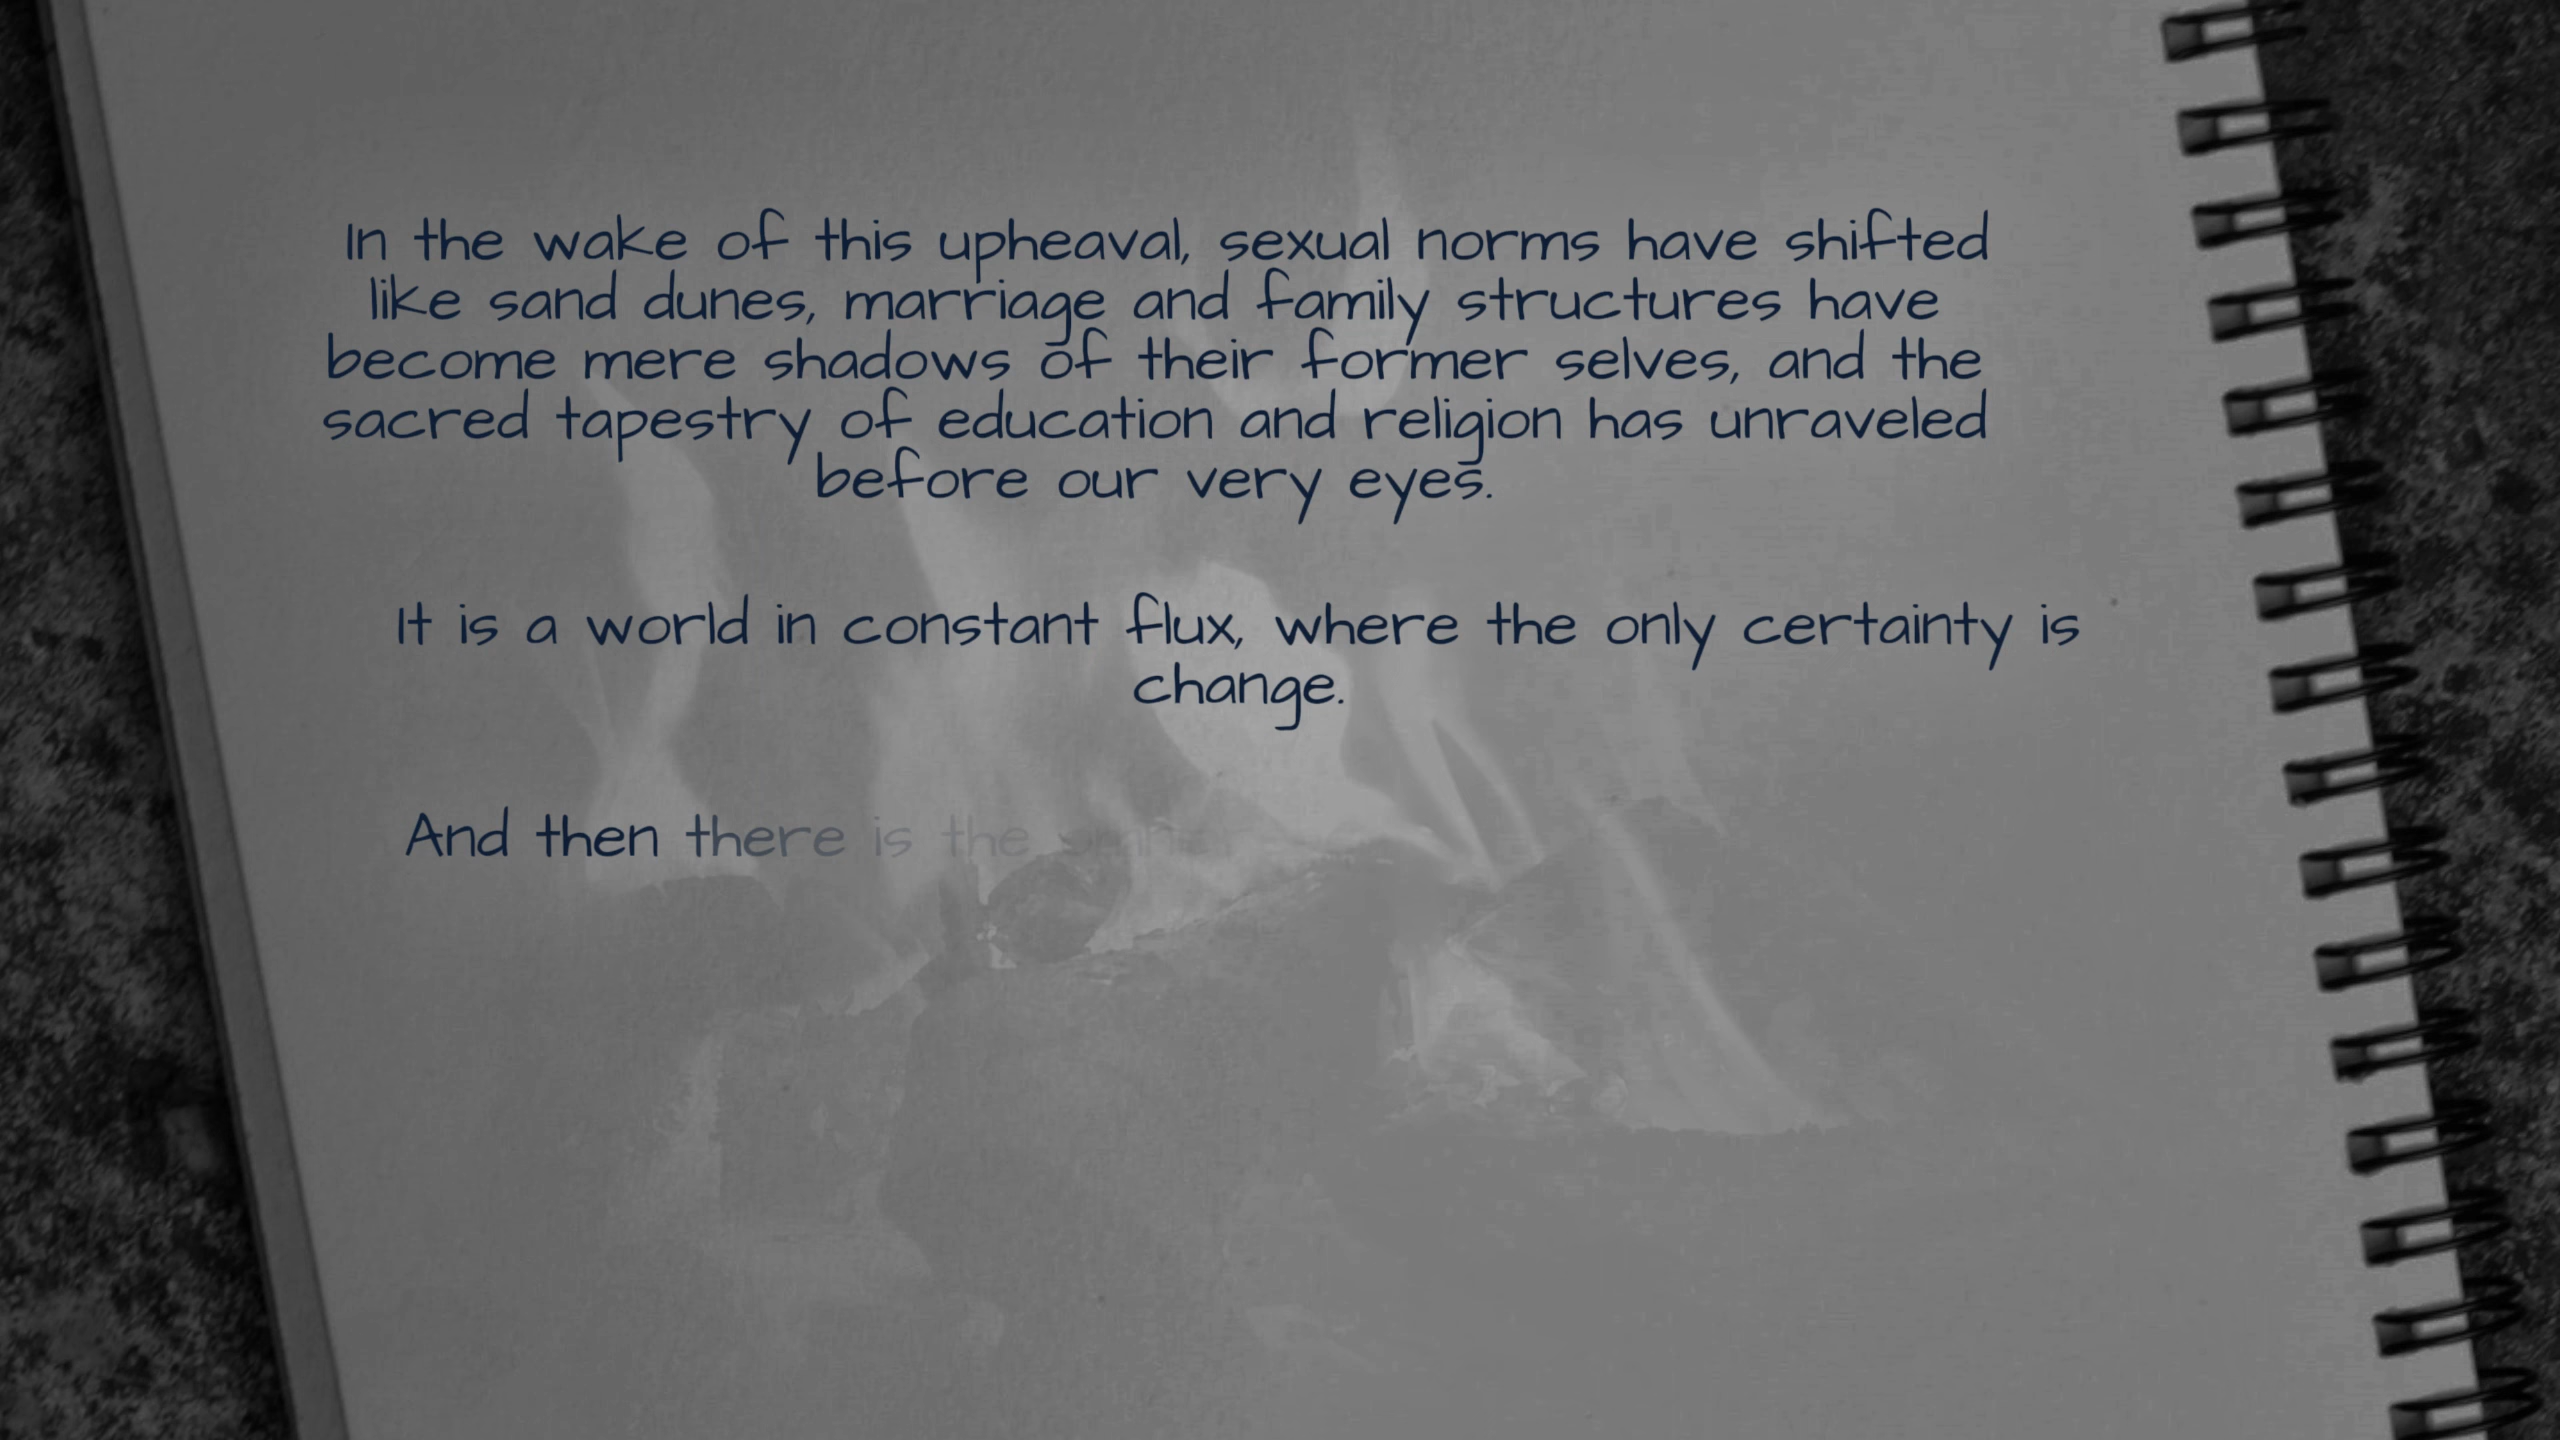 In the wake of this upheaval, sexual norms have shifted
like sand dunes, marriage and family structures have
become mere shadows of their former selves, and the
sacred tapestry of education and religion has unraveled
before our very eyes.
It is a world in constant flux, where the only certainty is
change.
And then there is the